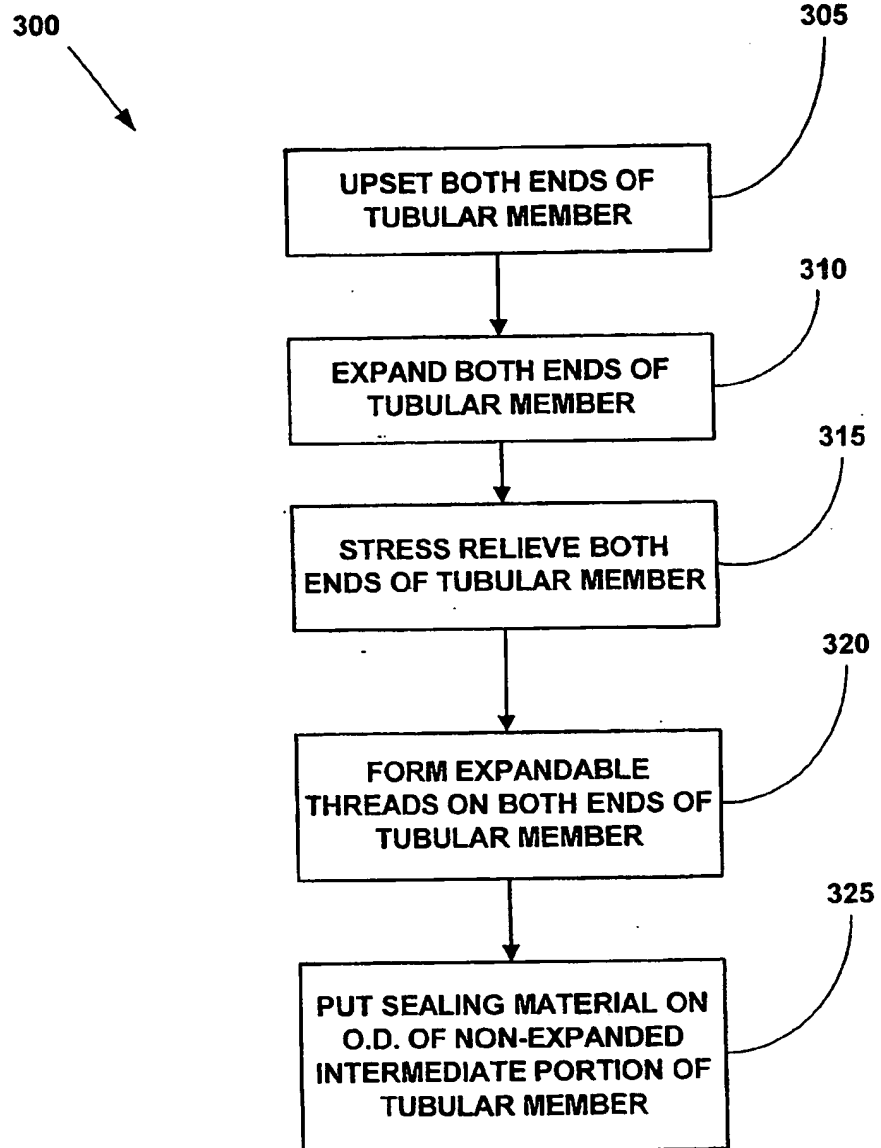 300
305
UPSET BOTH ENDS OF
TUBULAR MEMBER
310
EXPAND BOTH ENDS OF
TUBULAR MEMBER
315
STRESS RELIEVE BOTH
ENDS OF TUBULAR MEMBER
320
FORM EXPANDABLE
THREADS ON BOTH ENDS OF
TUBULAR MEMBER
325
PUT SEALING MATERIAL ON
O.D. OF NON-EXPANDED
INTERMEDIATE PORTION OF
TUBULAR MEMBER